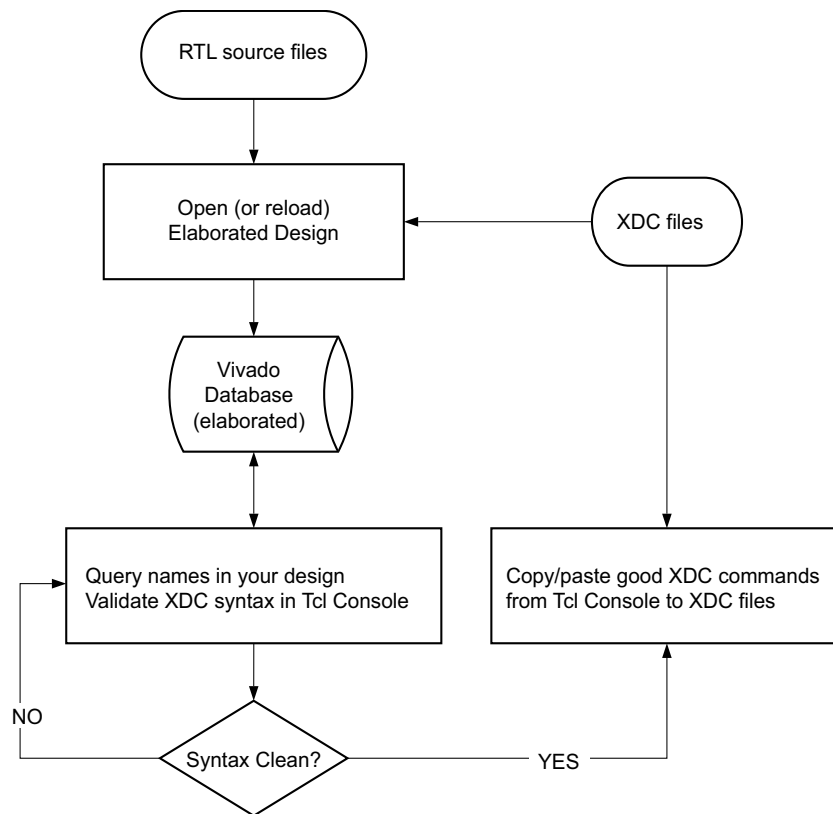 RTL source files
Open (or reload)
Elaborated Design
XDC files
Vivado
Database
(elaborated)
Query names in your design
Validate XDC syntax in Tcl Console
Copy/paste good XDC commands
from Tcl Console to XDC files
NO
Syntax Clean?
YES